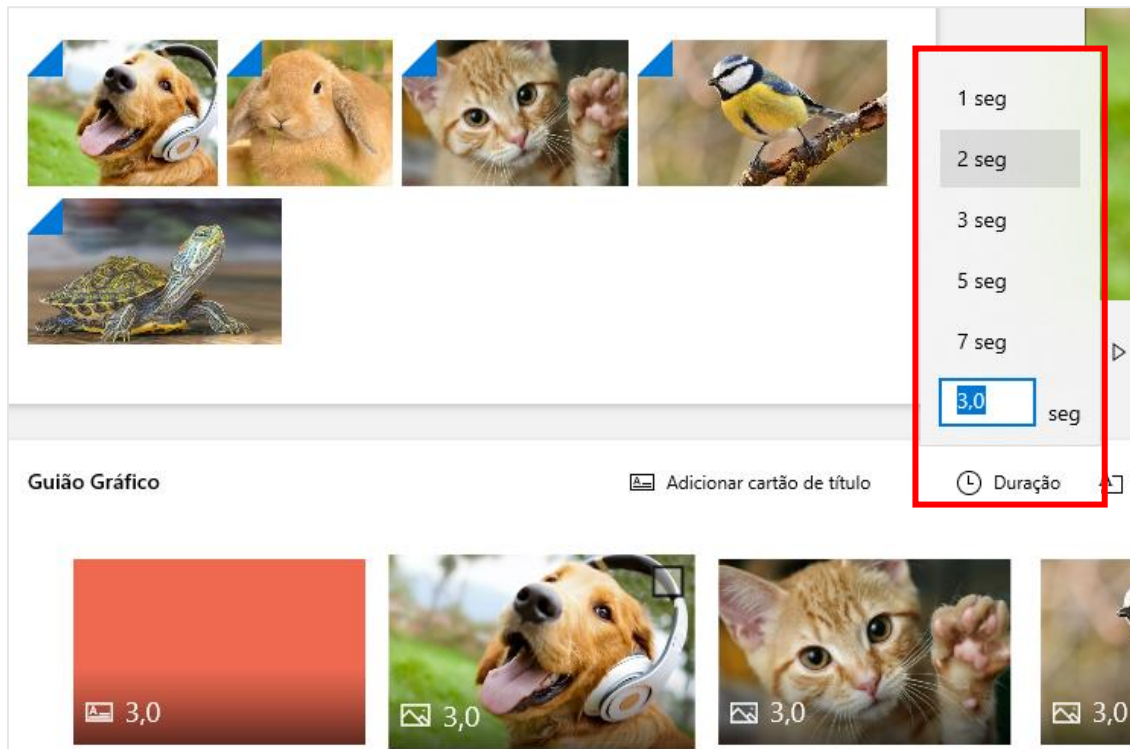 1 seg
2 seg
3 seg
5 seg
7 seg
3,0 seg
Guião Gráfico
Adicionar cartão de título
Duração
3,0
3,0
3,0
3,0